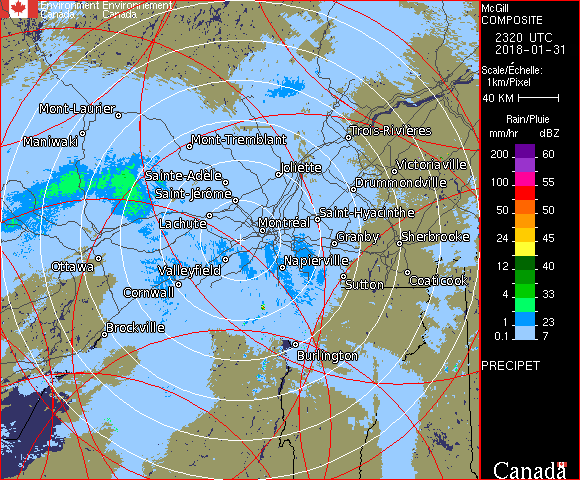 Environment Environnement
Canada Canada
McGill
COMPOSITE
2320 UTC
2018-01-31
Scale/Échelle:
1km/Pixel
40 KM
Rain/Pluie
mm/hr dBZ
200 60
100 55
50 50
24 45
12 40
4 33
1 23
0.1 7
PRECIPET
Canada
Mont-Laurier
Maniwaki
Mont-Tremblant
Trois-Rivières
Sainte-Adèle
Joliette
Victoriaville
Saint-Jérôme
Drummondville
Lachute
Montréal
Saint-Hyacinthe
Granby
Sherbrooke
Ottawa
Valleyfield
Napierville
Cornwall
Sutton
Coaticook
Brockville
Burlington